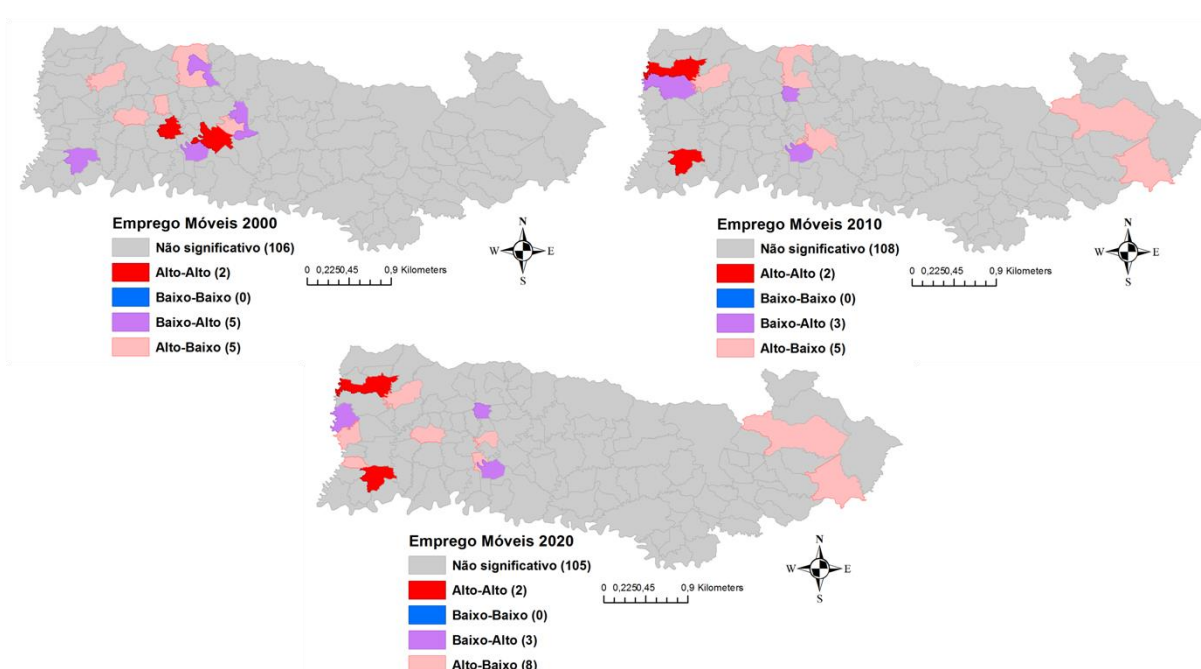 Emprego Móveis 2000
Não significativo (106)
Alto-Alto (2)
Baixo-Baixo (0)
Baixo-Alto (5)
Alto-Baixo (5)
N
W E
S
0 0,2250,45 0,9 Kilometers
Emprego Móveis 2010
Não significativo (108)
Alto-Alto (2)
Baixo-Baixo (0)
Baixo-Alto (3)
Alto-Baixo (5)
N
W E
S
0 0,2250,45 0,9 Kilometers
Emprego Móveis 2020
Não significativo (105)
Alto-Alto (2)
Baixo-Baixo (0)
Baixo-Alto (3)
Alto-Baixo (8)
N
W E
S
0 0,2250,45 0,9 Kilometers